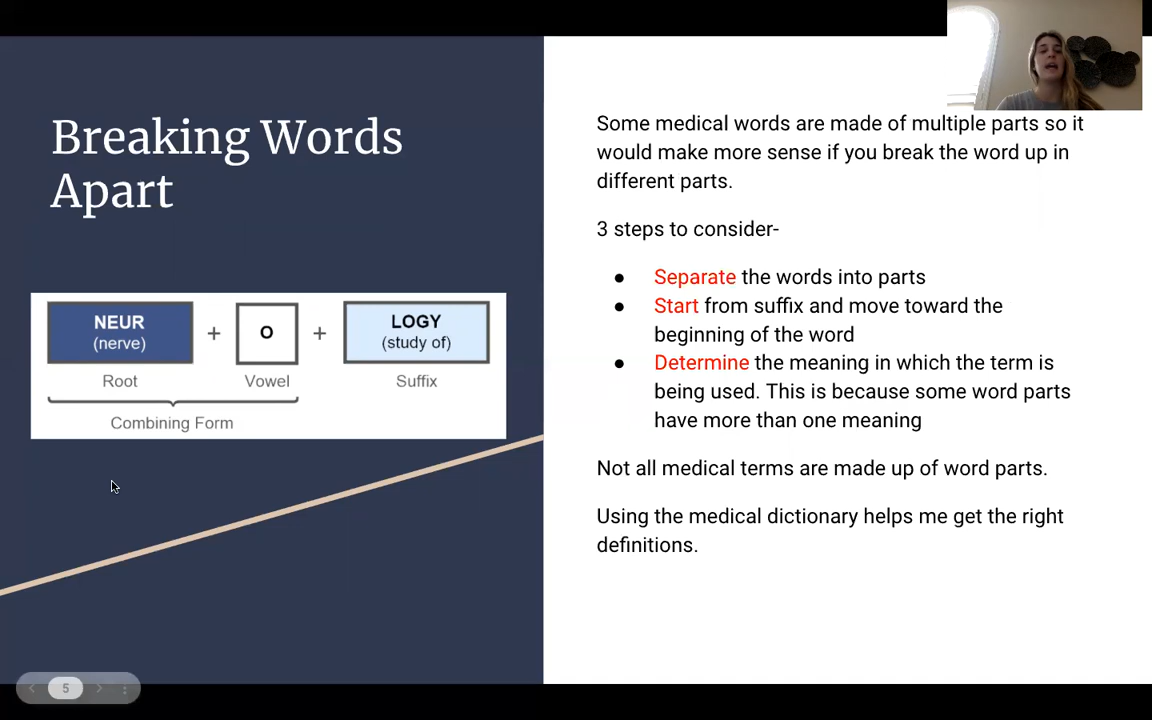 Breaking Words
Apart
NEUR
(nerve)
+
O
+
LOGY
(study of)
Root
Vowel
Suffix
Combining Form
Some medical words are made of multiple parts so it
would make more sense if you break the word up in
different parts.
3 steps to consider-
● Separate the words into parts
● Start from suffix and move toward the
beginning of the word
● Determine the meaning in which the term is
being used. This is because some word parts
have more than one meaning
Not all medical terms are made up of word parts.
Using the medical dictionary helps me get the right
definitions.
5